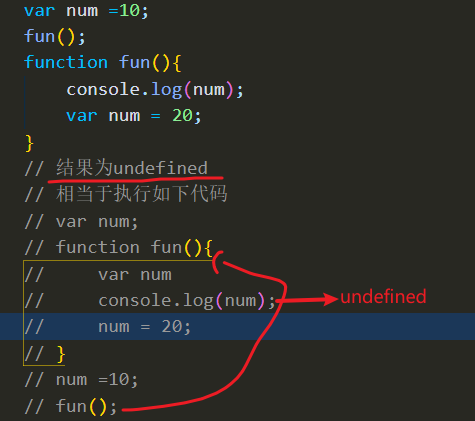 var num =10;
fun();
function fun(){
    console.log(num);
    var num = 20;
}
// 结果为undefined
// 相当于执行如下代码
// var num;
// function fun(){
//     var num
//     console.log(num); undefined
//     num = 20;
// }
// num =10;
// fun();